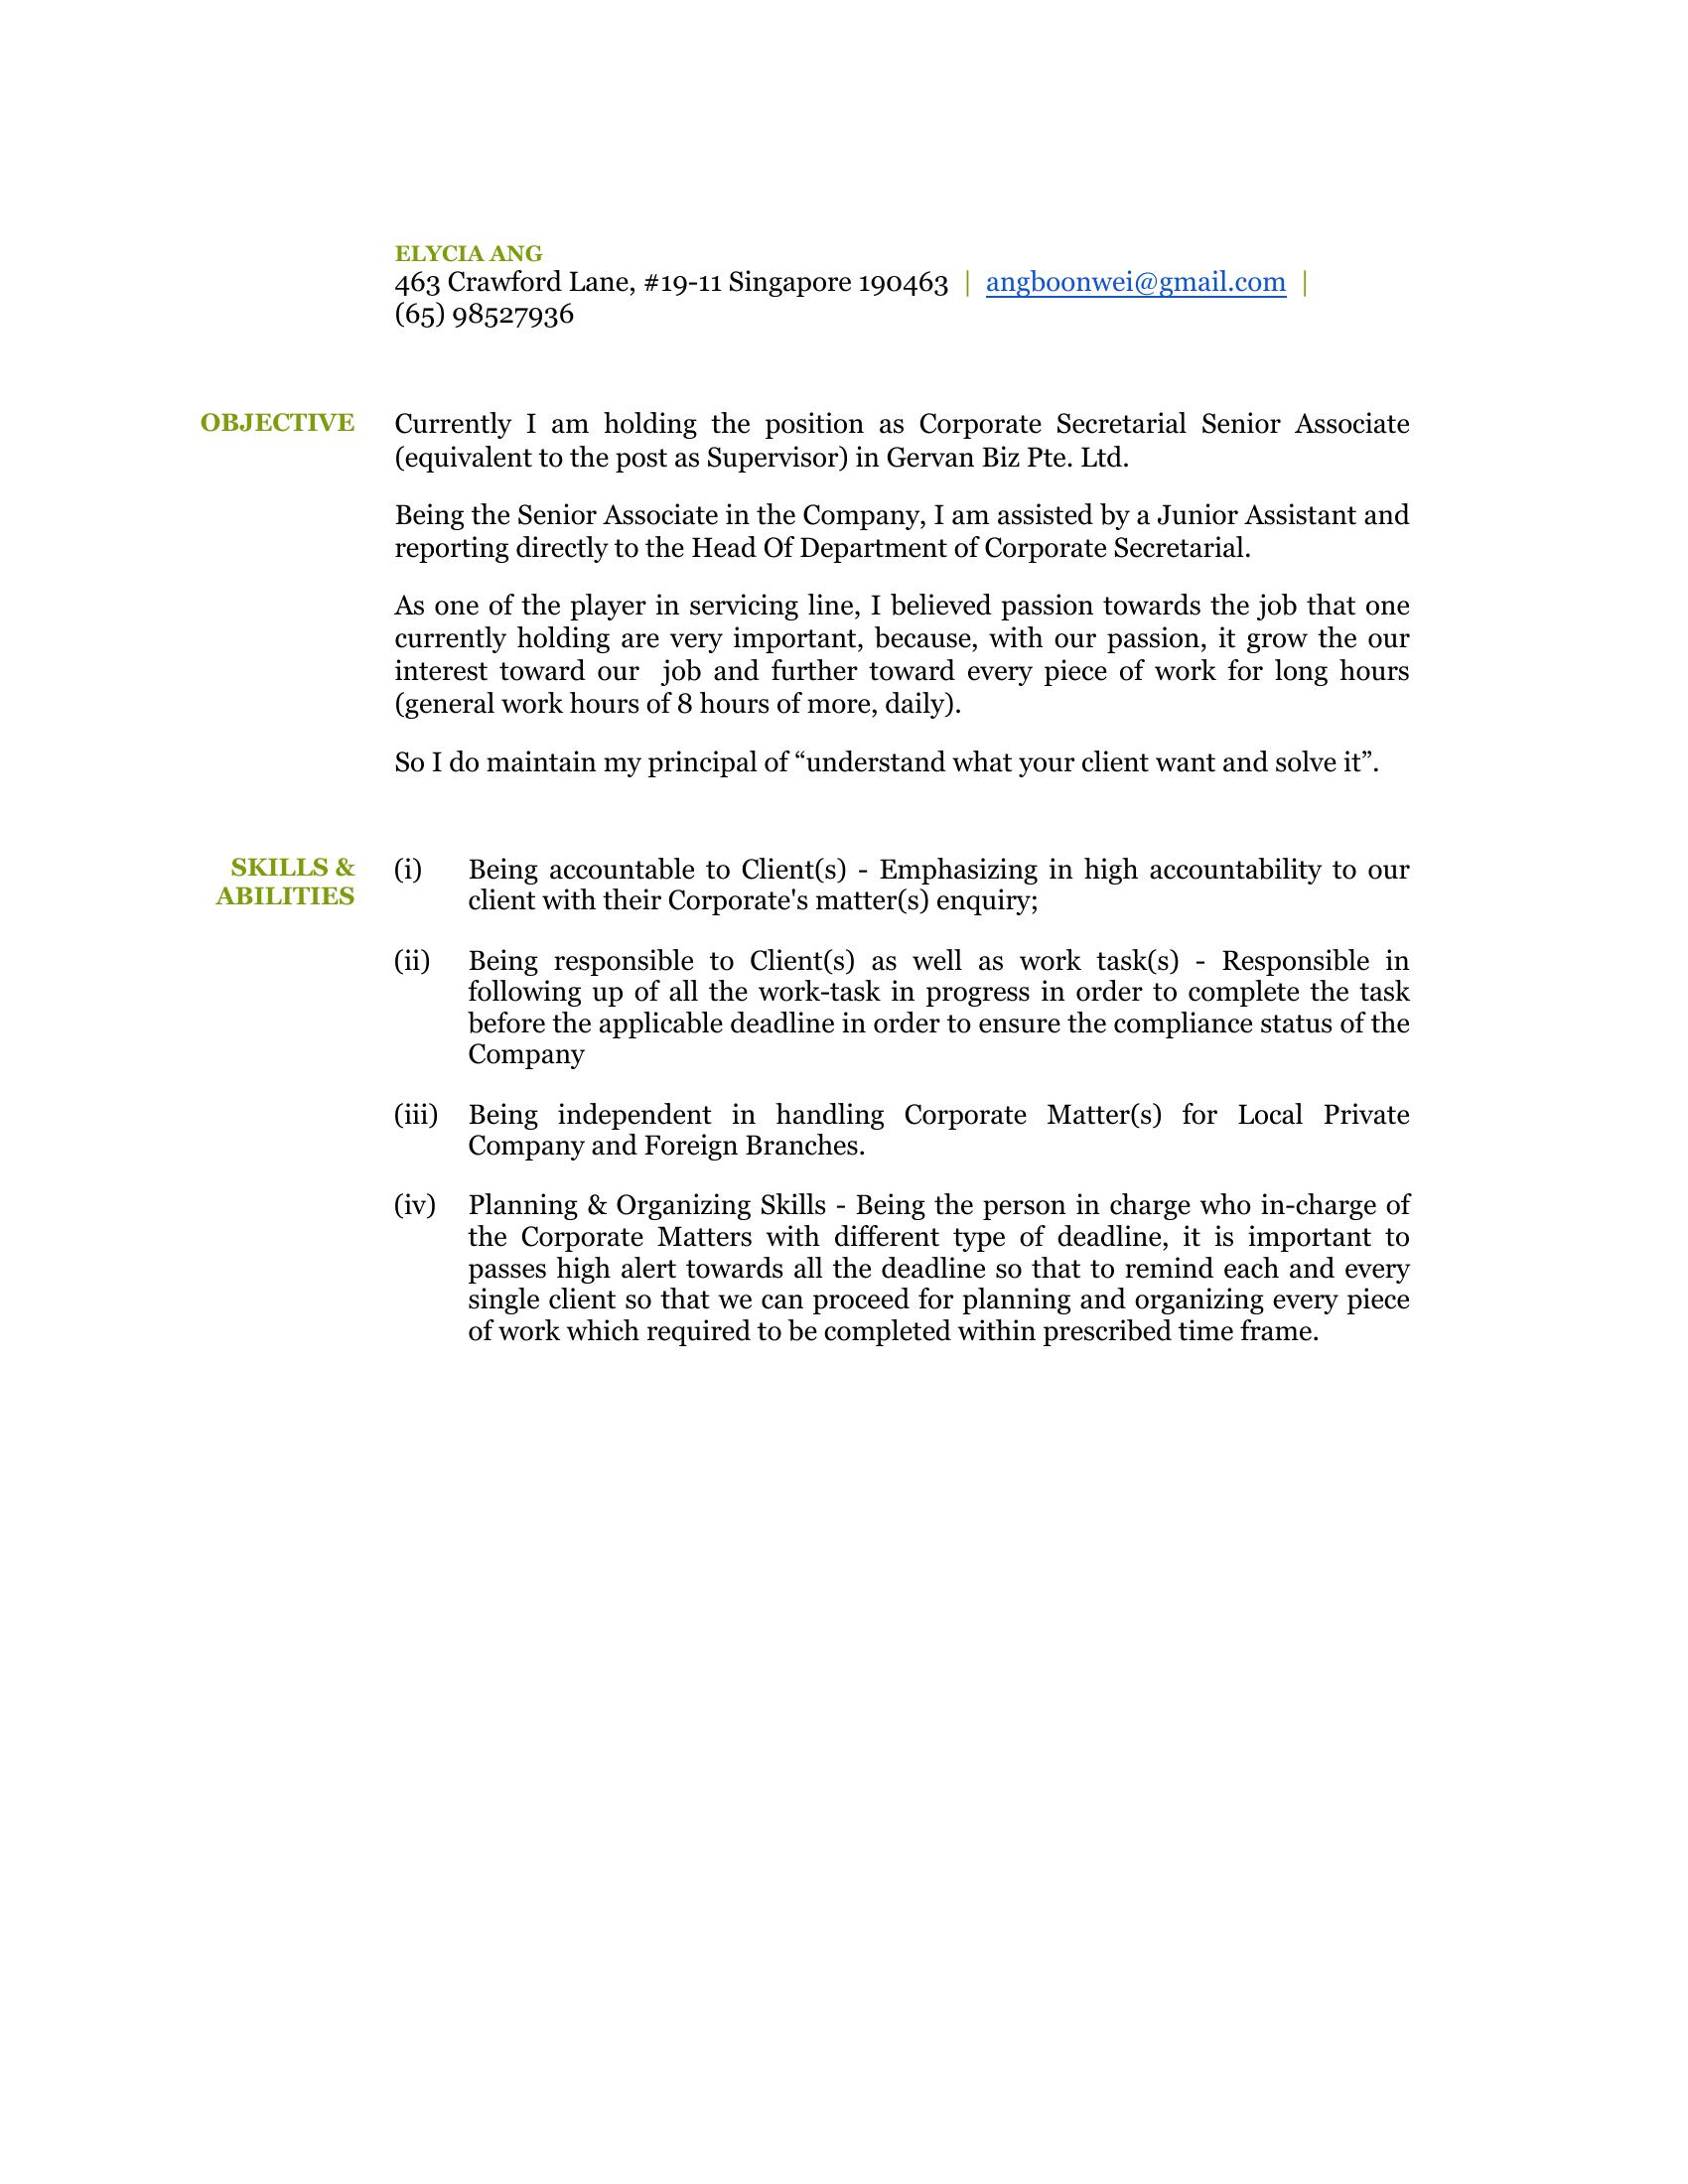 ELYCIA ANG
463 Crawford Lane, #19-11 Singapore 190463 | angboonwei@gmail.com |
(65) 98527936
OBJECTIVE
Currently I am holding the position as Corporate Secretarial Senior Associate
(equivalent to the post as Supervisor) in Gervan Biz Pte. Ltd.
Being the Senior Associate in the Company, I am assisted by a Junior Assistant and
reporting directly to the Head Of Department of Corporate Secretarial.
As one of the player in servicing line, I believed passion towards the job that one
currently holding are very important, because, with our passion, it grow the our
interest toward our  job and further toward every piece of work for long hours
(general work hours of 8 hours of more, daily).
So I do maintain my principal of “understand what your client want and solve it”.
SKILLS &
ABILITIES
(i) Being accountable to Client(s) - Emphasizing in high accountability to our
client with their Corporate's matter(s) enquiry;
(ii) Being responsible to Client(s) as well as work task(s) - Responsible in
following up of all the work-task in progress in order to complete the task
before the applicable deadline in order to ensure the compliance status of the
Company
(iii) Being independent in handling Corporate Matter(s) for Local Private
Company and Foreign Branches.
(iv) Planning & Organizing Skills - Being the person in charge who in-charge of
the Corporate Matters with different type of deadline, it is important to
passes high alert towards all the deadline so that to remind each and every
single client so that we can proceed for planning and organizing every piece
of work which required to be completed within prescribed time frame.